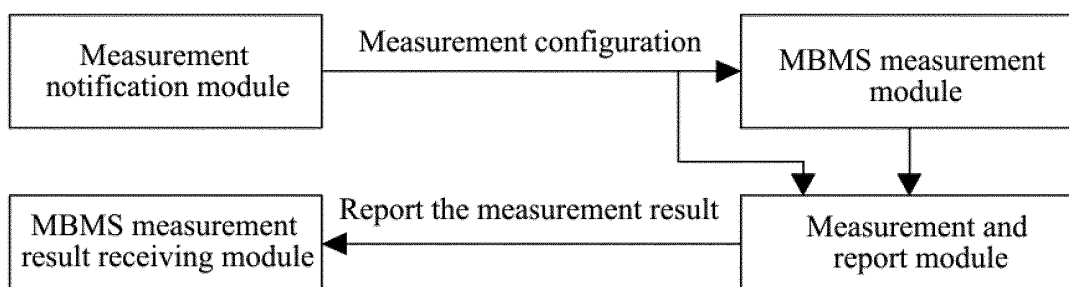 Measurement
notification module
Measurement configuration
MBMS measurement
module
MBMS measurement
result receiving module
Report the measurement result
Measurement and
report module